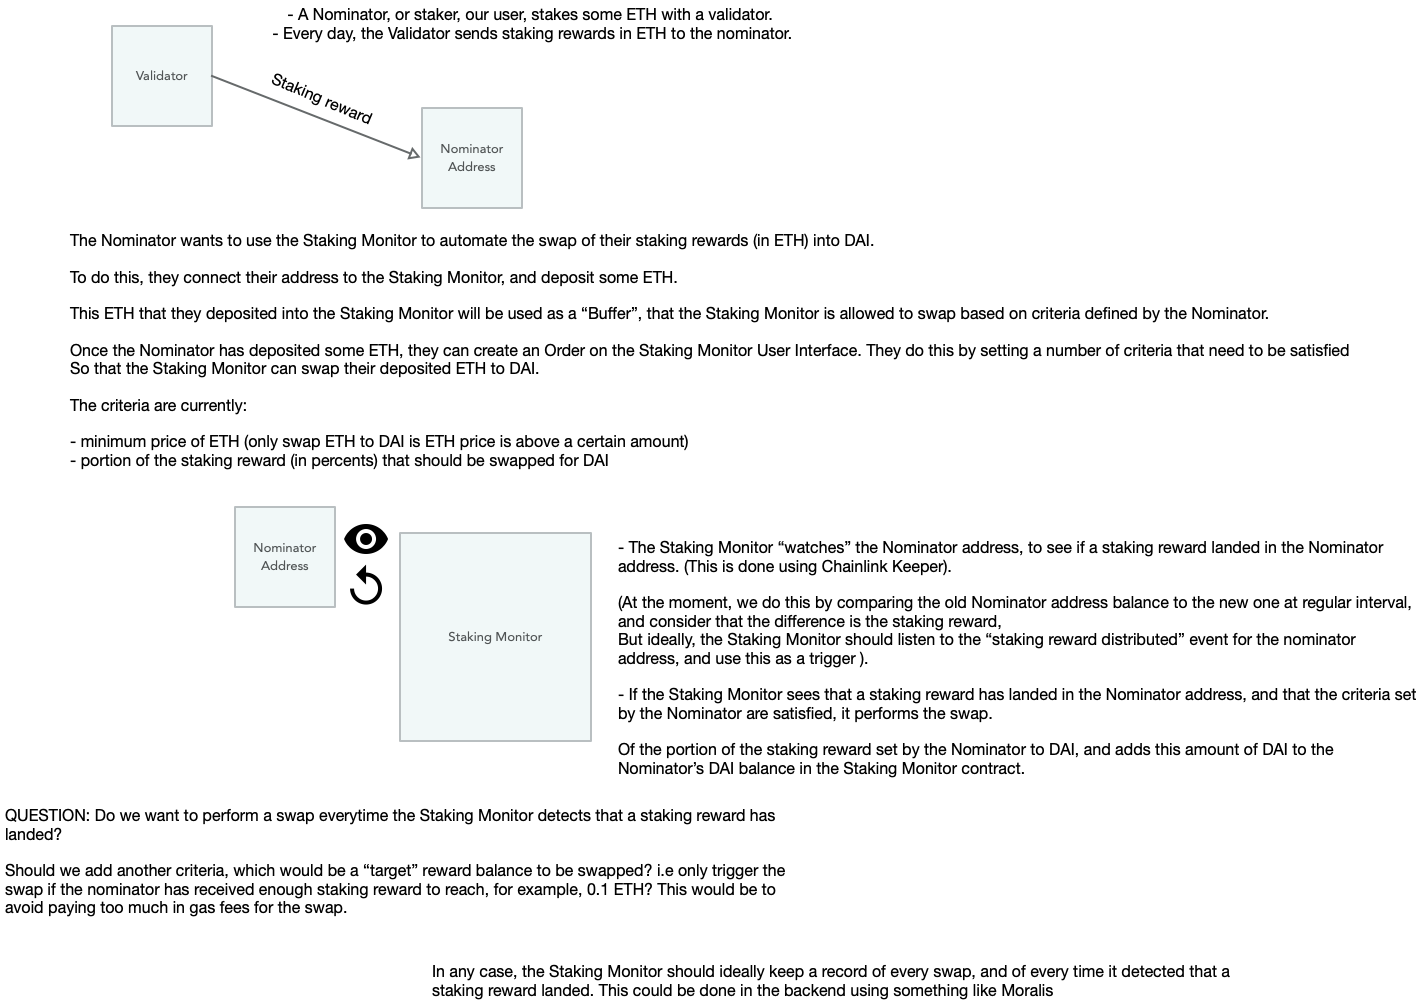 - A Nominator, or staker, our user, stakes some ETH with a validator.
- Every day, the Validator sends staking rewards in ETH to the nominator.
Validator
Staking reward
Nominator
Address
The Nominator wants to use the Staking Monitor to automate the swap of their staking rewards (in ETH) into DAI.
To do this, they connect their address to the Staking Monitor, and deposit some ETH.
This ETH that they deposited into the Staking Monitor will be used as a “Buffer”, that the Staking Monitor is allowed to swap based on criteria defined by the Nominator.
Once the Nominator has deposited some ETH, they can create an Order on the Staking Monitor User Interface. They do this by setting a number of criteria that need to be satisfied
So that the Staking Monitor can swap their deposited ETH to DAI.
The criteria are currently:
- minimum price of ETH (only swap ETH to DAI is ETH price is above a certain amount)
- portion of the staking reward (in percents) that should be swapped for DAI
Nominator
Address
Staking Monitor
- The Staking Monitor “watches” the Nominator address, to see if a staking reward landed in the Nominator
address. (This is done using Chainlink Keeper).
(At the moment, we do this by comparing the old Nominator address balance to the new one at regular interval,
and consider that the difference is the staking reward,
But ideally, the Staking Monitor should listen to the “staking reward distributed” event for the nominator
address, and use this as a trigger ).
- If the Staking Monitor sees that a staking reward has landed in the Nominator address, and that the criteria set
by the Nominator are satisfied, it performs the swap.
Of the portion of the staking reward set by the Nominator to DAI, and adds this amount of DAI to the
Nominator’s DAI balance in the Staking Monitor contract.
QUESTION: Do we want to perform a swap everytime the Staking Monitor detects that a staking reward has
landed?
Should we add another criteria, which would be a “target” reward balance to be swapped? i.e only trigger the
swap if the nominator has received enough staking reward to reach, for example, 0.1 ETH? This would be to
avoid paying too much in gas fees for the swap.
In any case, the Staking Monitor should ideally keep a record of every swap, and of every time it detected that a
staking reward landed. This could be done in the backend using something like Moralis